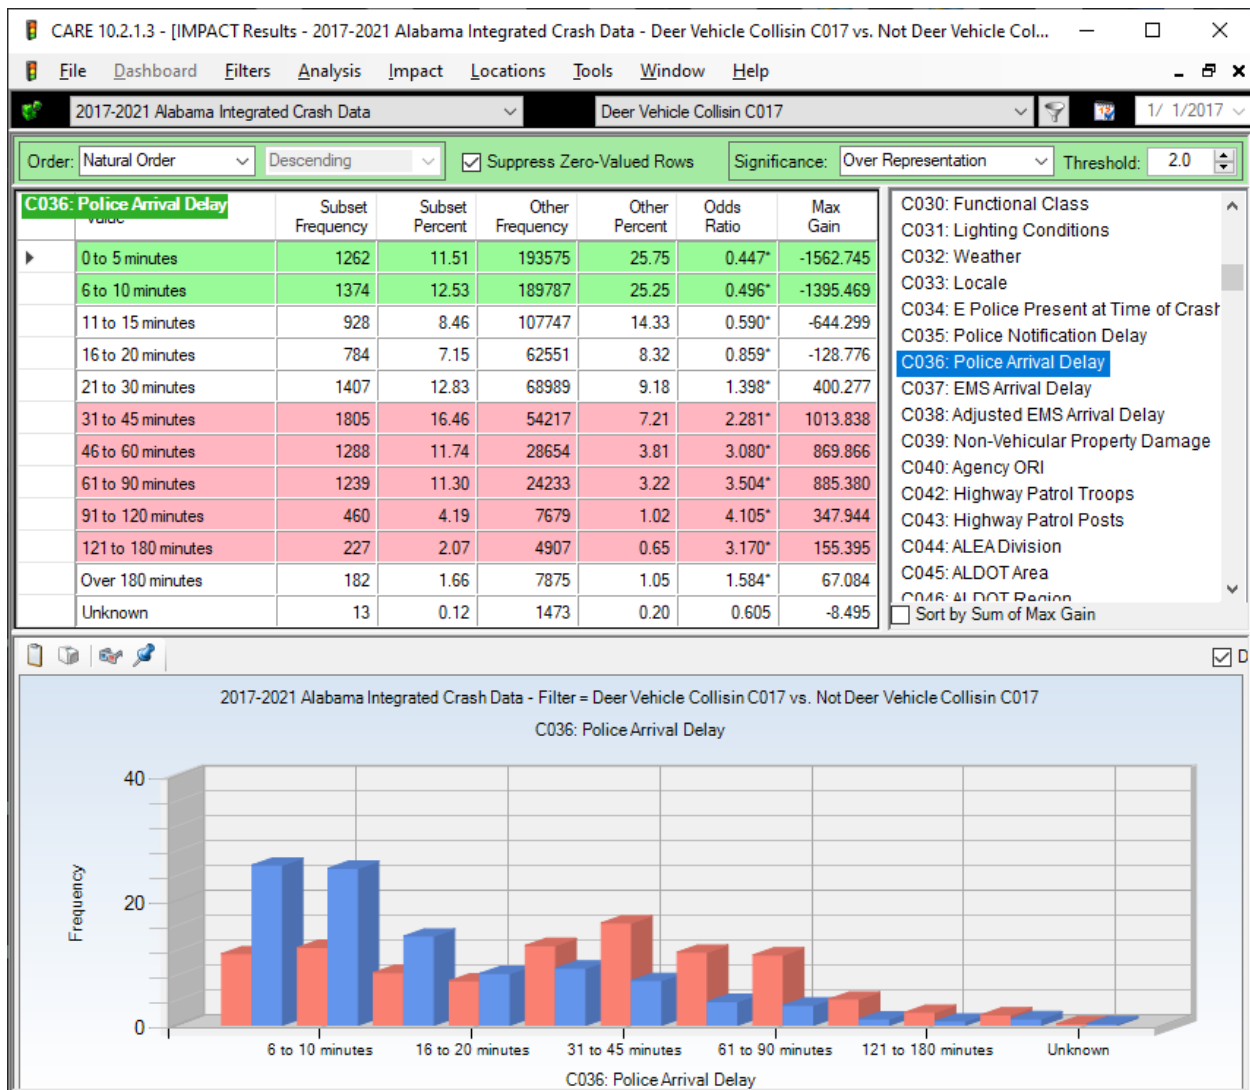 CARE 10.2.1.3 - [IMPACT Results - 2017-2021 Alabama Integrated Crash Data - Deer Vehicle Collisin C017 vs. Not Deer Vehicle Col...
File Dashboard Filters Analysis Impact Locations Tools Window Help
2017-2021 Alabama Integrated Crash Data Deer Vehicle Collisin C017 1/ 1/2017
Order: Natural Order Descending Suppress Zero-Valued Rows Significance: Over Representation Threshold: 2.0
C036: Police Arrival Delay Subset Frequency Subset Percent Other Frequency Other Percent Odds Ratio Max Gain
0 to 5 minutes 1262 11.51 193575 25.75 0.447* -1562.745
6 to 10 minutes 1374 12.53 189787 25.25 0.496* -1395.469
11 to 15 minutes 928 8.46 107747 14.33 0.590* -644.299
16 to 20 minutes 784 7.15 62551 8.32 0.859* -128.776
21 to 30 minutes 1407 12.83 68989 9.18 1.398* 400.277
31 to 45 minutes 1805 16.46 54217 7.21 2.281* 1013.838
46 to 60 minutes 1288 11.74 28654 3.81 3.080* 869.866
61 to 90 minutes 1239 11.30 24233 3.22 3.504* 885.380
91 to 120 minutes 460 4.19 7679 1.02 4.105* 347.944
121 to 180 minutes 227 2.07 4907 0.65 3.170* 155.395
Over 180 minutes 182 1.66 7875 1.05 1.584* 67.084
Unknown 13 0.12 1473 0.20 0.605 -8.495
C030: Functional Class
C031: Lighting Conditions
C032: Weather
C033: Locale
C034: E Police Present at Time of Crash
C035: Police Notification Delay
C036: Police Arrival Delay
C037: EMS Arrival Delay
C038: Adjusted EMS Arrival Delay
C039: Non-Vehicular Property Damage
C040: Agency ORI
C042: Highway Patrol Troops
C043: Highway Patrol Posts
C044: ALEA Division
C045: ALDOT Area
C046: ALDOT Region
Sort by Sum of Max Gain
D
2017-2021 Alabama Integrated Crash Data - Filter = Deer Vehicle Collisin C017 vs. Not Deer Vehicle Collisin C017
C036: Police Arrival Delay
Frequency
40
20
0
6 to 10 minutes 16 to 20 minutes 31 to 45 minutes 61 to 90 minutes 121 to 180 minutes Unknown
C036: Police Arrival Delay